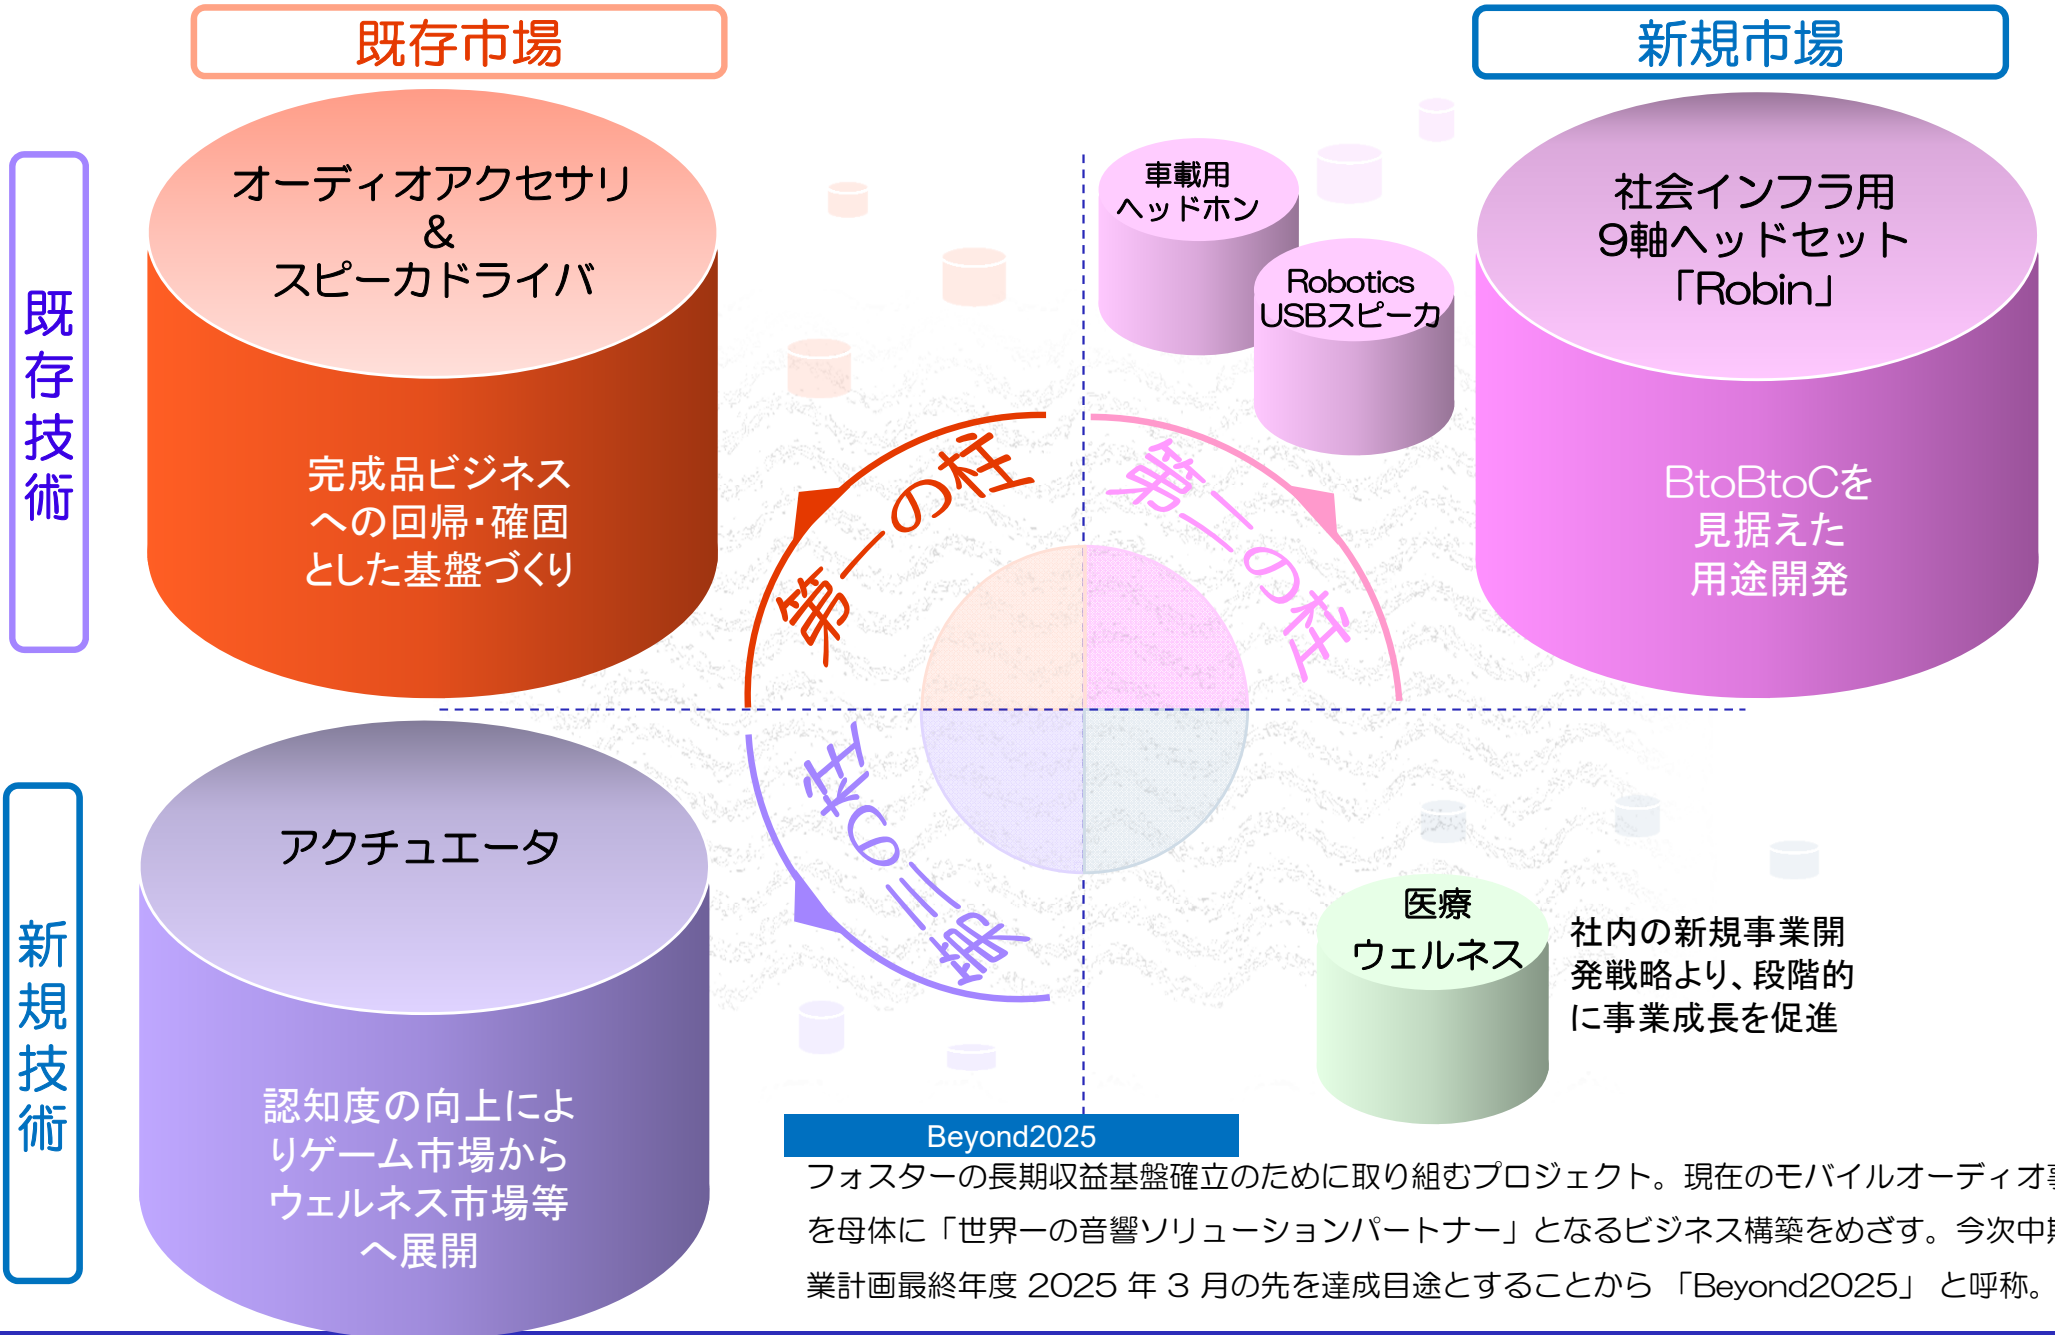 既存市場
新規市場
既存技術
オーディオアクセサリ
&
スピーカドライバ
完成品ビジネス
への回帰・確固
とした基盤づくり
車載用
ヘッドホン
Robotics
USBスピーカ
社会インフラ用
9軸ヘッドセット
「Robin」
BtoBtoCを
見据えた
用途開発
第一の柱
第二の柱
第三の柱
新規技術
アクチュエータ
認知度の向上によ
りゲーム市場から
ウェルネス市場等
へ展開
医療
ウェルネス
社内の新規事業開
発戦略より、段階的
に事業成長を促進
Beyond2025
フォスターの長期収益基盤確立のために取り組むプロジェクト。現在のモバイルオーディオ
を母体に「世界一の音響ソリューションパートナー」となるビジネス構築をめざす。今次中
業計画最終年度 2025 年 3 月の先を達成目途とすることから 「Beyond2025」 と呼称。